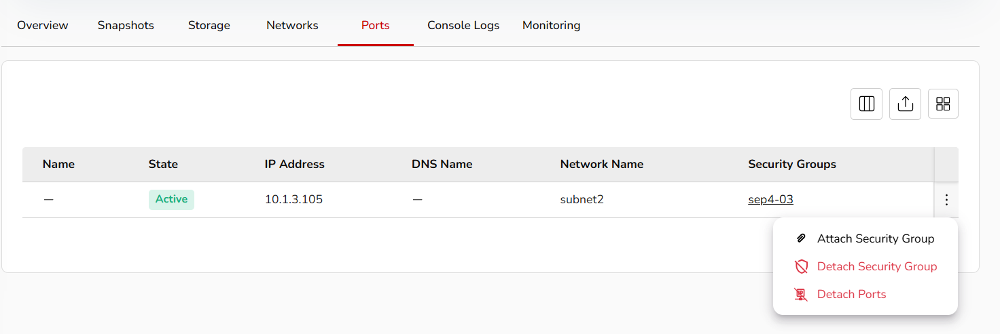 Overview Snapshots Storage Networks Ports Console Logs Monitoring
Name State IP Address DNS Name Network Name Security Groups
— Active 10.1.3.105 — subnet2 sep4-03
Attach Security Group
Detach Security Group
Detach Ports